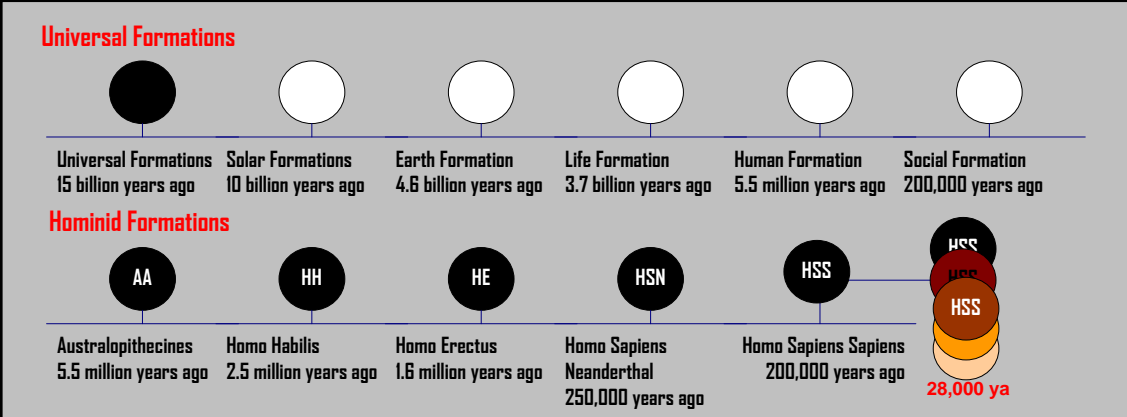 Universal Formations
Universal Formations
15 billion years ago
Solar Formations
10 billion years ago
Earth Formation
4.6 billion years ago
Life Formation
3.7 billion years ago
Human Formation
5.5 million years ago
Social Formation
200,000 years ago
Hominid Formations
AA
HH
HE
HSN
HSS
HSS
HSS
HSS
Australopithecines
5.5 million years ago
Homo Habilis
2.5 million years ago
Homo Erectus
1.6 million years ago
Homo Sapiens
Neanderthal
250,000 years ago
Homo Sapiens Sapiens
200,000 years ago
28,000 ya